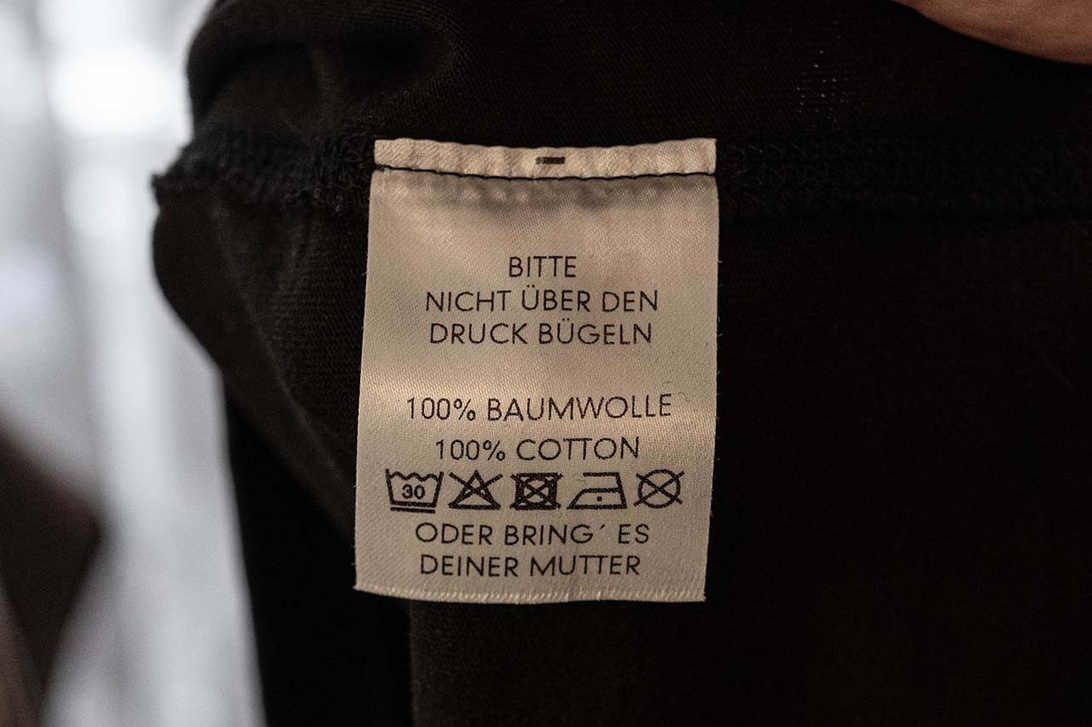 BITTE
NICHT ÜBER DEN
DRUCK BÜGELN
100% BAUMWOLLE
100% COTTON
30
ODER BRING´ ES
DEINER MUTTER